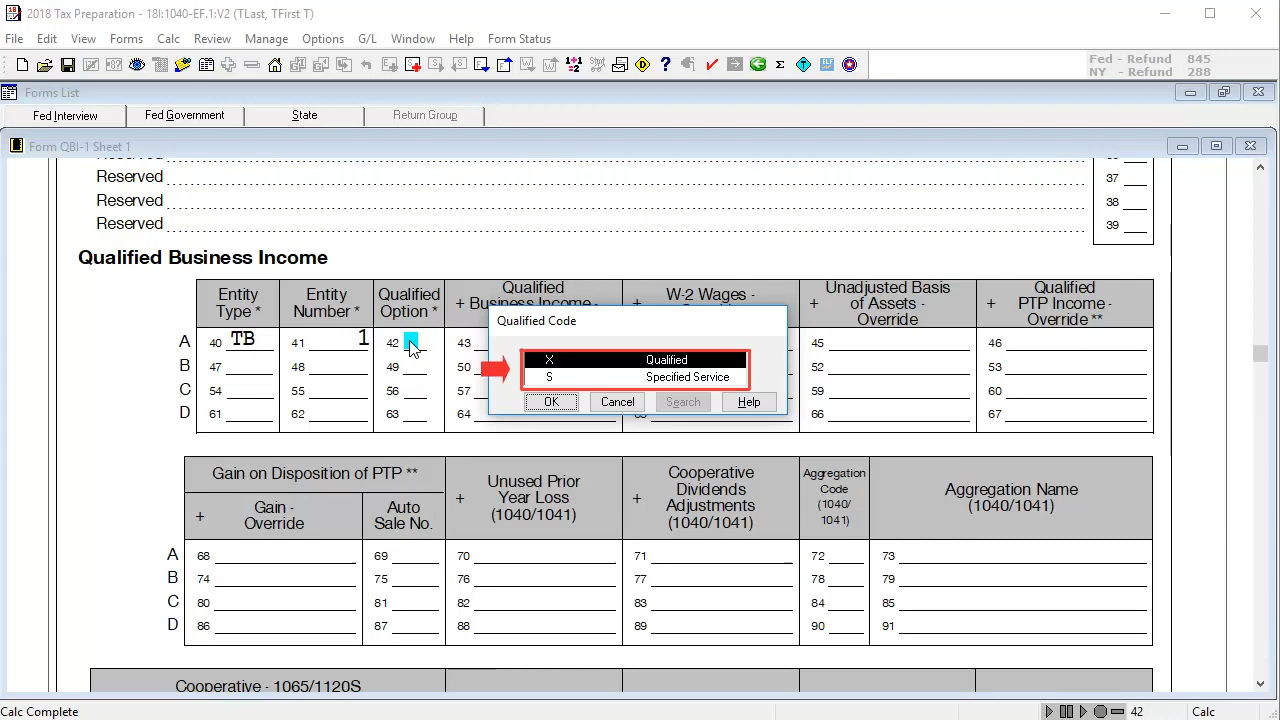 2018 Tax Preparation - 18I:1040-EF.1:V2 (TLast, TFirst T)
File Edit View Forms Calc Review Manage Options G/L Window Help Form Status
Fed - Refund 845
NY - Refund 288
Forms List
Fed Interview Fed Government State Return Group
Form QBI-1 Sheet 1
Reserved
Reserved 37
Reserved 38
Reserved 39
Qualified Business Income
Entity Type * Entity Number * Qualified Option * + Qualified Business Income - + W-2 Wages - + Unadjusted Basis of Assets - Override + Qualified PTP Income - Override **
A 40 TB 41 1 42 43 45 46
B 47 48 49 50 52 53
C 54 55 56 57 59 60
D 61 62 63 64 66 67
Qualified Code
X Qualified
S Specified Service
OK Cancel Search Help
Gain on Disposition of PTP ** + Unused Prior Year Loss (1040/1041) + Cooperative Dividends Adjustments (1040/1041) Aggregation Code (1040/ 1041) Aggregation Name (1040/1041)
+ Gain - Override Auto Sale No.
A 68 69 70 71 72 73
B 74 75 76 77 78 79
C 80 81 82 83 84 85
D 86 87 88 89 90 91
Cooperative - 1065/1120S
Calc Complete 42 Calc